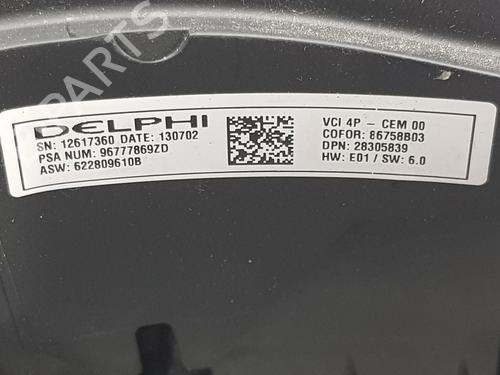 DELPHI
SN: 12617360 DATE: 130702
PSA NUM: 96777869ZD
ASW: 622809610B
VCI 4P - CEM 00
COFOR: 86758B03
DPN: 28305839
HW: E01 / SW: 6.0
PARTS